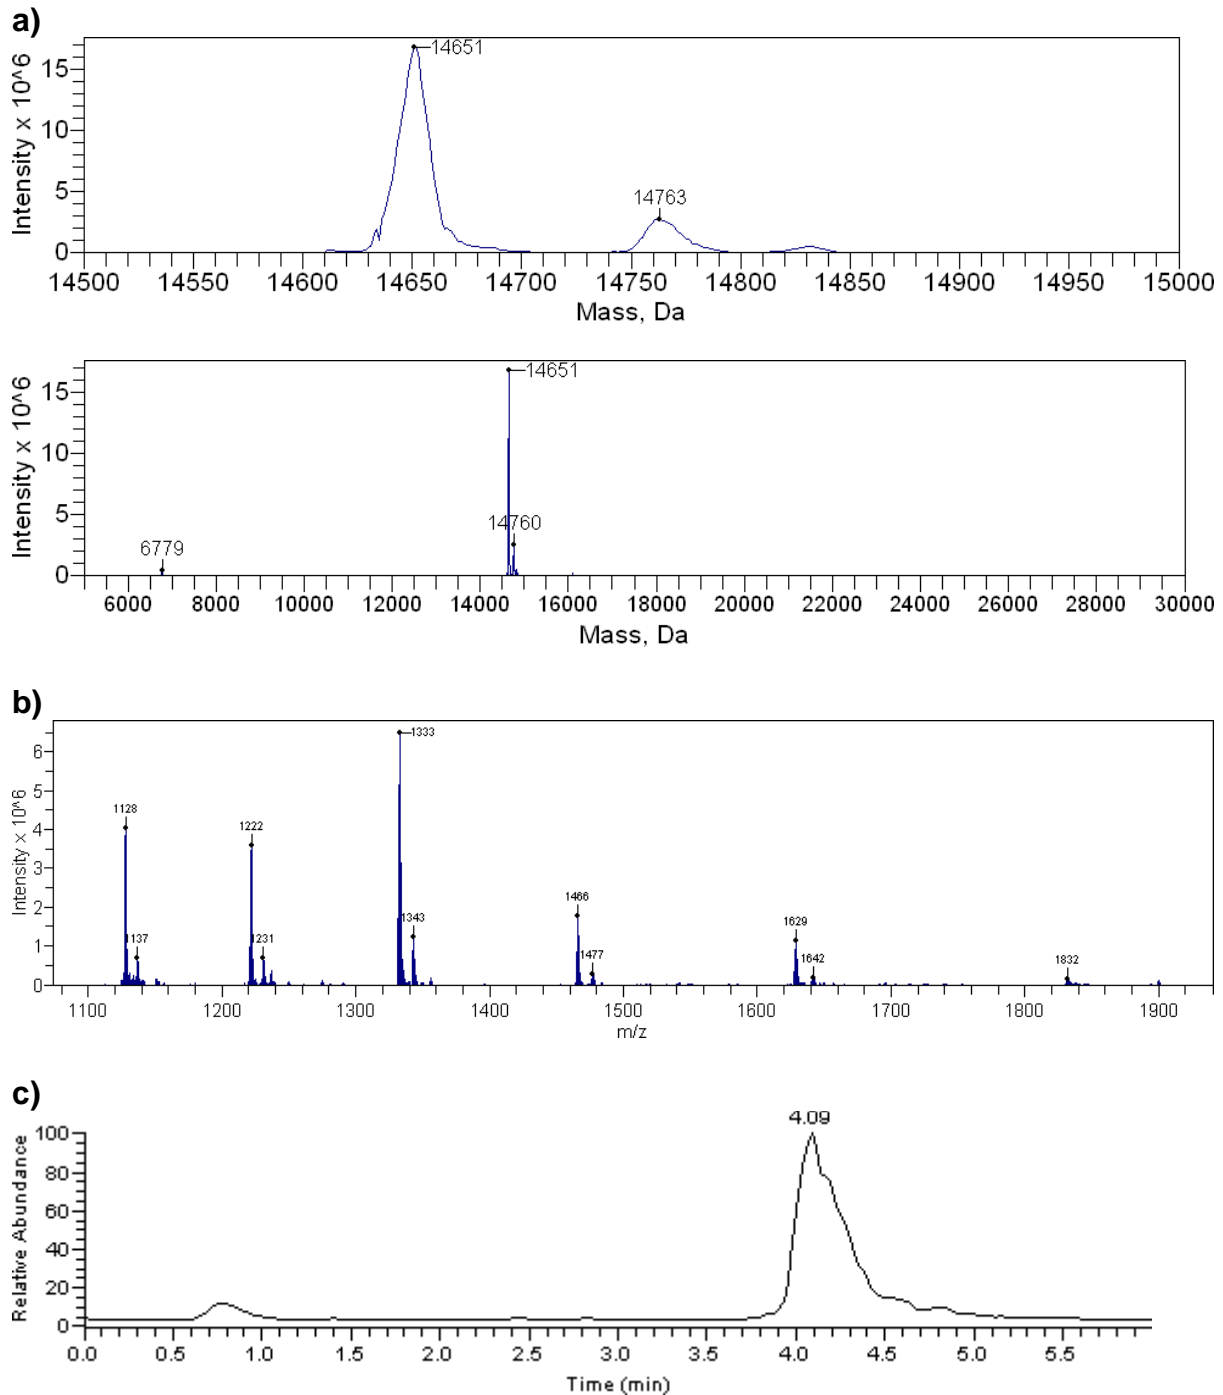 a)
Intensity x 10^6
15
10
5
0
14651
14763
14500 14550 14600 14650 14700 14750 14800 14850 14900 14950 15000
Mass, Da
Intensity x 10^6
15
10
5
0
6779
14651
14760
6000 8000 10000 12000 14000 16000 18000 20000 22000 24000 26000 28000 30000
Mass, Da
b)
Intensity x 10^6
6
5
4
3
2
1
0
1128
137
1222
231
1333
1343
1466
1477
1629
1642
1832
1100 1200 1300 1400 1500 1600 1700 1800 1900
m/z
c)
4.09
Relative Abundance
100
80
60
40
20
0
0.0 0.5 1.0 1.5 2.0 2.5 3.0 3.5 4.0 4.5 5.0 5.5
Time (min)